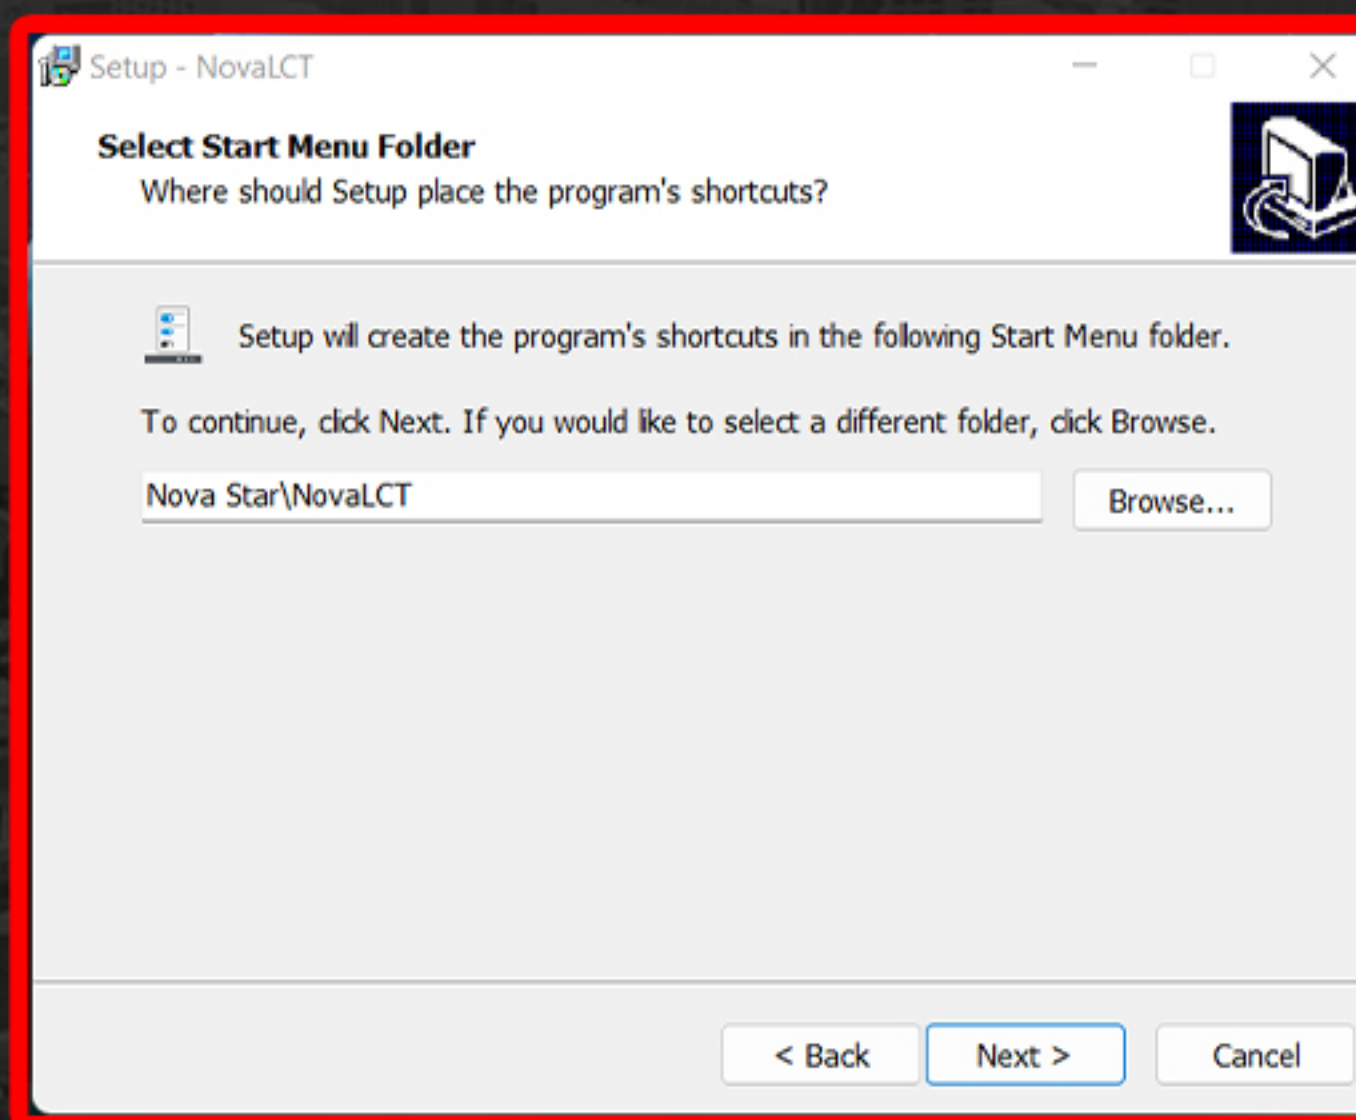 Setup - NovaLCT
Select Start Menu Folder
Where should Setup place the program's shortcuts?
Setup will create the program's shortcuts in the following Start Menu folder.
To continue, click Next. If you would like to select a different folder, click Browse.
Nova Star\NovaLCT
Browse...
< Back
Next >
Cancel